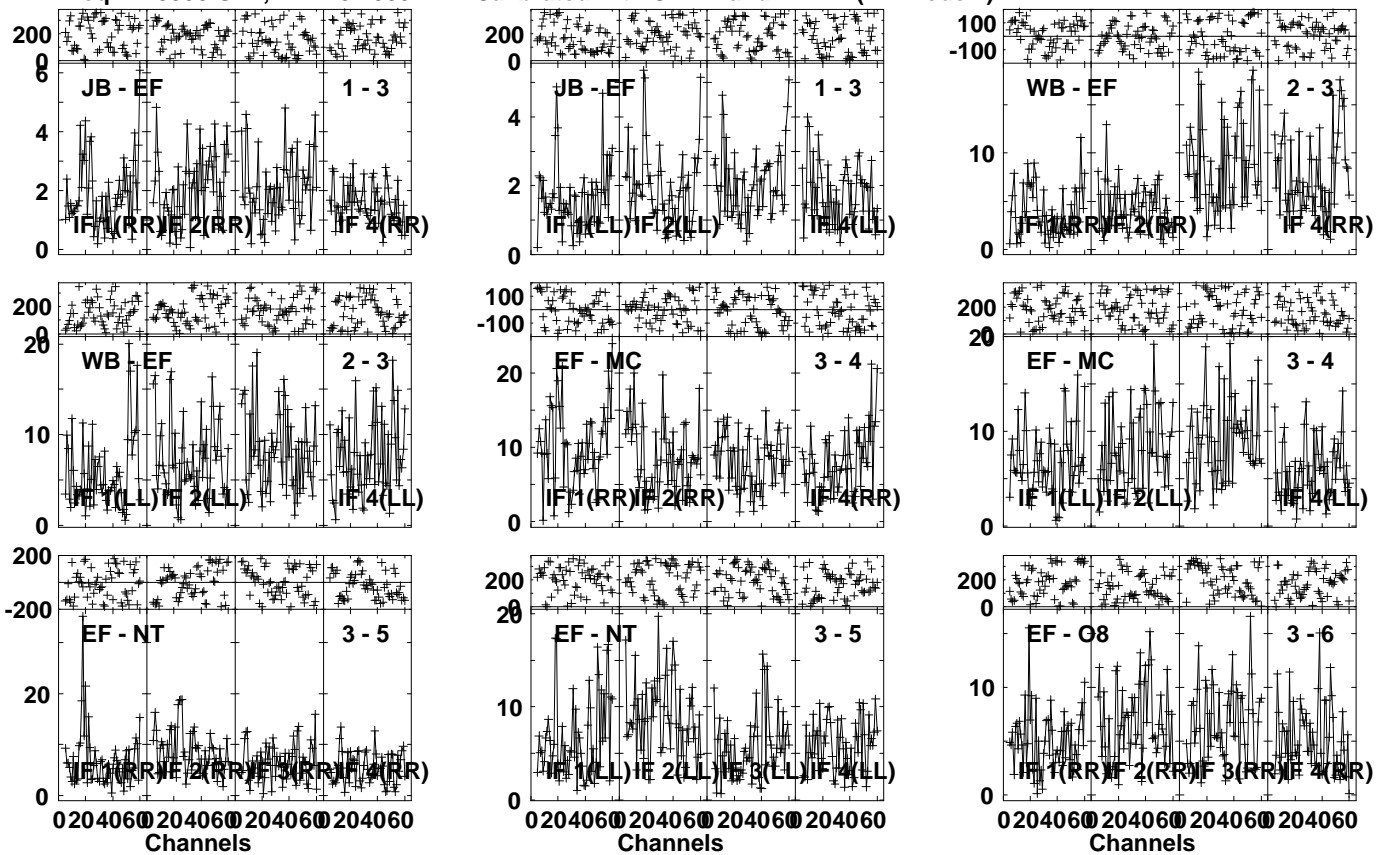 200
0
200
0
100
-100
6
4
2
0
JB - EF
1 - 3
IF 1(RR)
IF 2(RR)
IF 4(RR)
4
2
0
JB - EF
1 - 3
IF 1(LL)
IF 2(LL)
IF 4(LL)
10
0
WB - EF
2 - 3
IF 1(RR)
IF 2(RR)
IF 4(RR)
200
0
20
10
0
WB - EF
2 - 3
IF 1(LL)
IF 2(LL)
IF 4(LL)
100
-100
20
10
0
EF - MC
3 - 4
IF 1(RR)
IF 2(RR)
IF 4(RR)
200
0
20
10
0
EF - MC
3 - 4
IF 1(LL)
IF 2(LL)
IF 4(LL)
200
-200
20
0
EF - NT
3 - 5
IF 1(RR)
IF 2(RR)
IF 3(RR)
IF 4(RR)
0 20 40 60 0 20 40 60 0 20 40 60 0 20 40 60
Channels
200
0
20
10
0
EF - NT
3 - 5
IF 1(LL)
IF 2(LL)
IF 3(LL)
IF 4(LL)
0 20 40 60 0 20 40 60 0 20 40 60 0 20 40 60
Channels
200
0
10
0
EF - O8
3 - 6
IF 1(RR)
IF 2(RR)
IF 3(RR)
IF 4(RR)
0 20 40 60 0 20 40 60 0 20 40 60 0 20 40 60
Channels